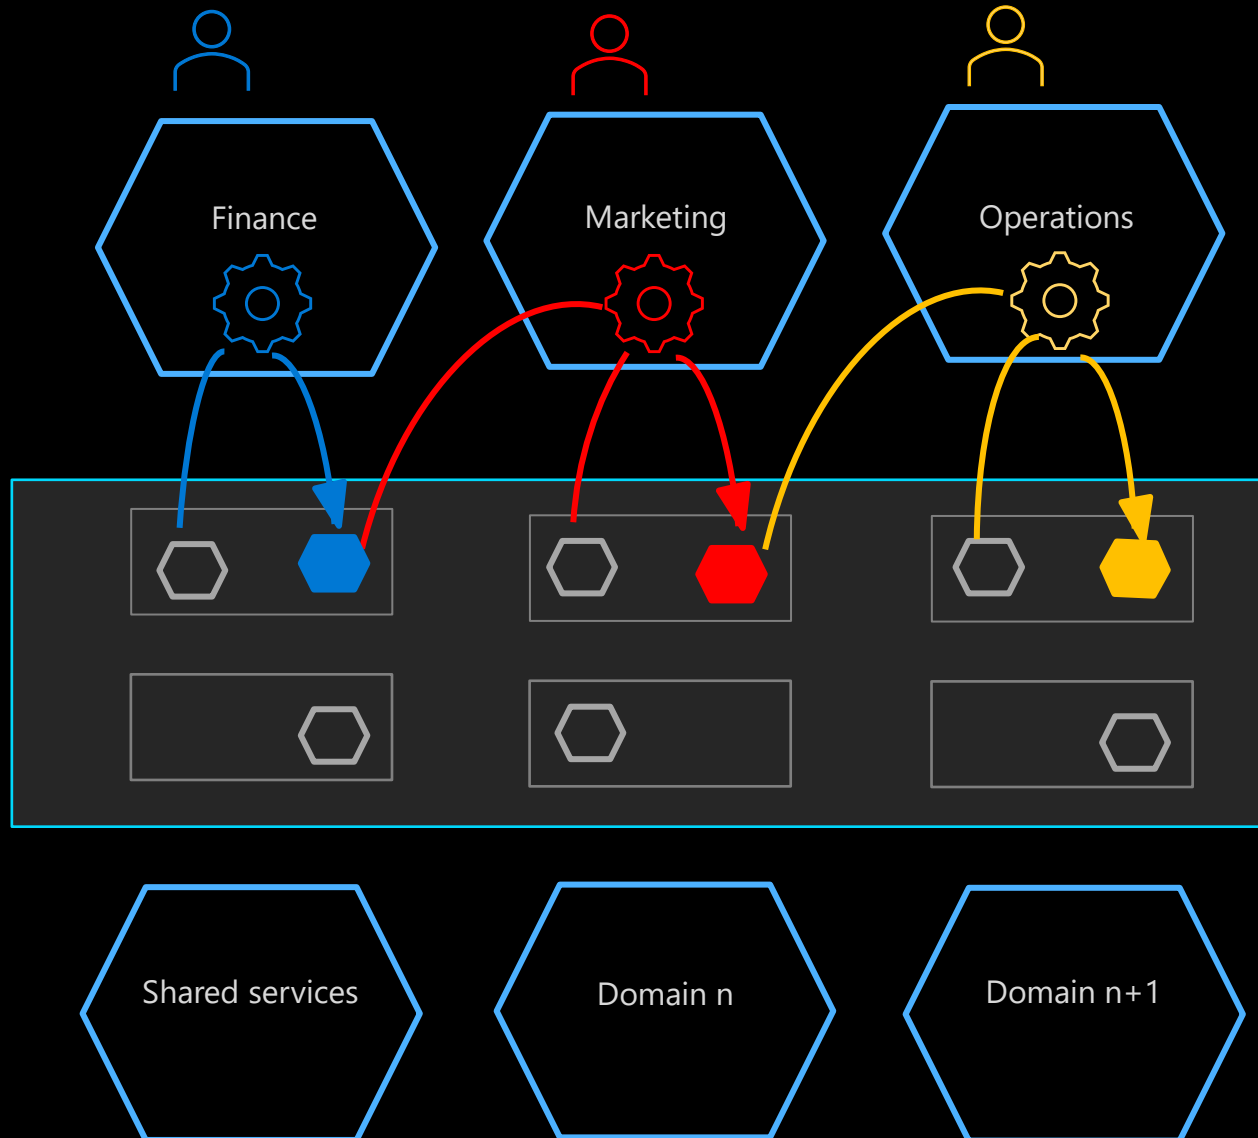 Finance
Marketing
Operations
Shared services
Domain n
Domain n+1